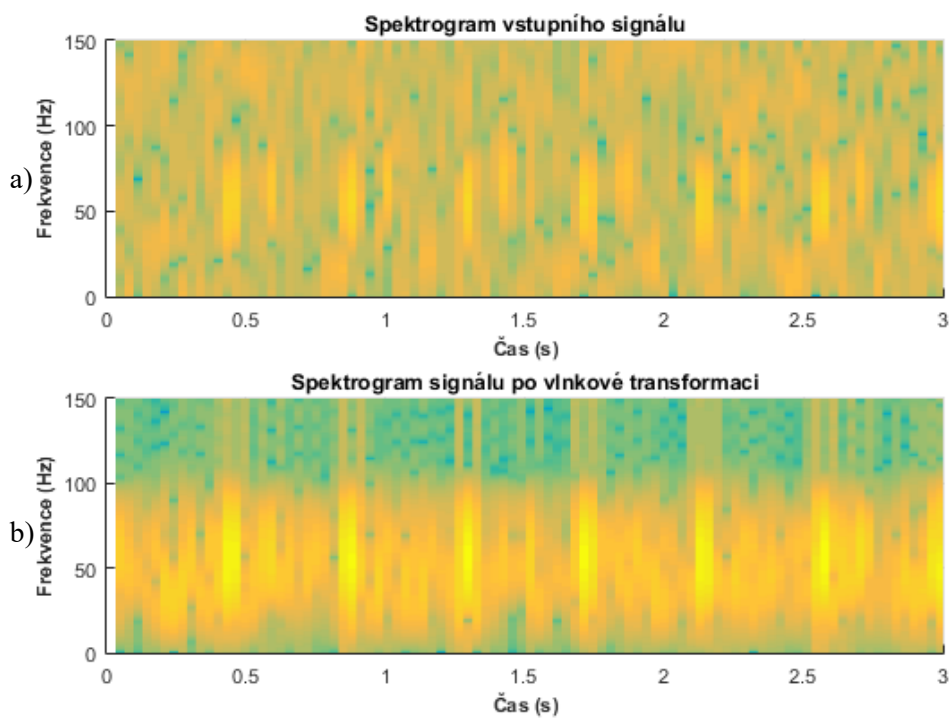 Spektrogram vstupního signálu
a)
Frekvence (Hz)
150
100
50
0
0 0.5 1 1.5 2 2.5 3
Čas (s)
Spektrogram signálu po vlnkové transformaci
b)
Frekvence (Hz)
150
100
50
0
0 0.5 1 1.5 2 2.5 3
Čas (s)